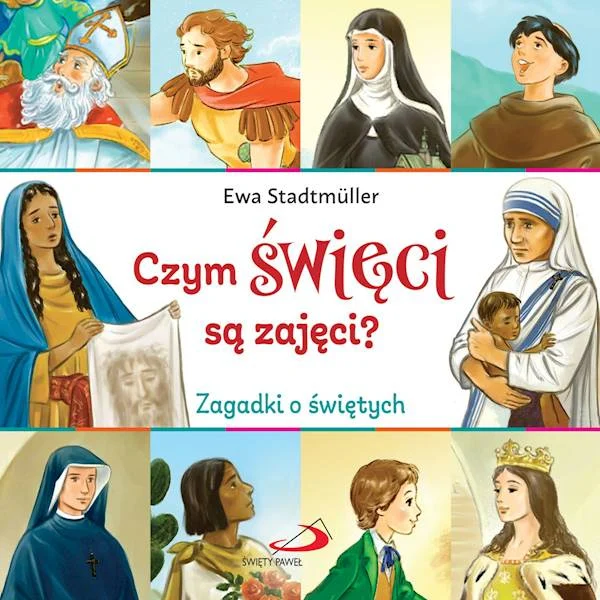 Ewa Stadtmüller
Czym święci
są zajęci?
Zagadki o świętych
ŚWIĘTY PAWEŁ